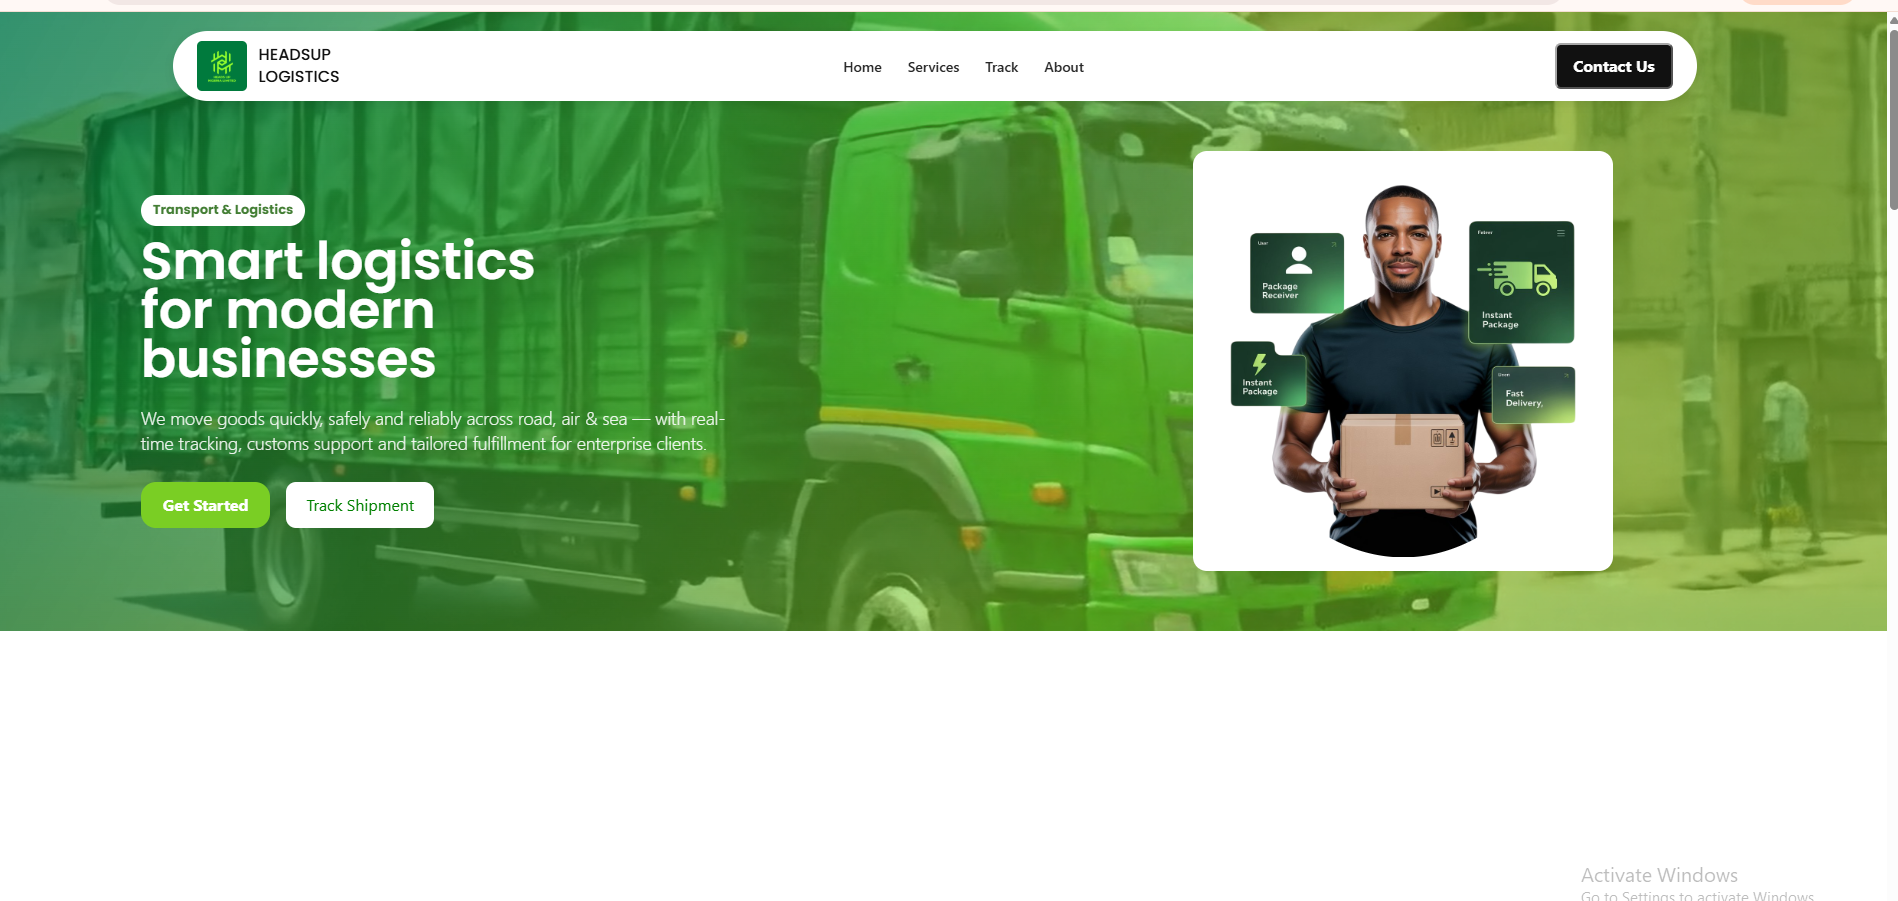 HEADSUP
LOGISTICS
Home
Services
Track
About
Contact Us
Transport & Logistics
Smart logistics
for modern
businesses
We move goods quickly, safely and reliably across road, air & sea — with real-
time tracking, customs support and tailored fulfillment for enterprise clients.
Get Started
Track Shipment
User
Package
Receiver
Instant
Package
Instant
Package
Fast
Delivery,
Activate Windows
Go to Settings to activate Windows